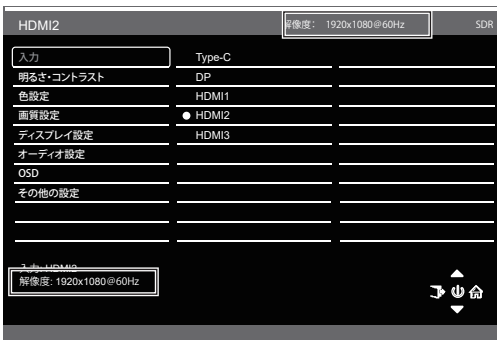 HDMI2 解像度: 1920x1080@60Hz SDR
入力 Type-C
明るさ・コントラスト DP
色設定 HDMI1
画質設定 HDMI2
ディスプレイ設定 HDMI3
オーディオ設定
OSD
その他の設定
入力: HDMI2
解像度: 1920x1080@60Hz